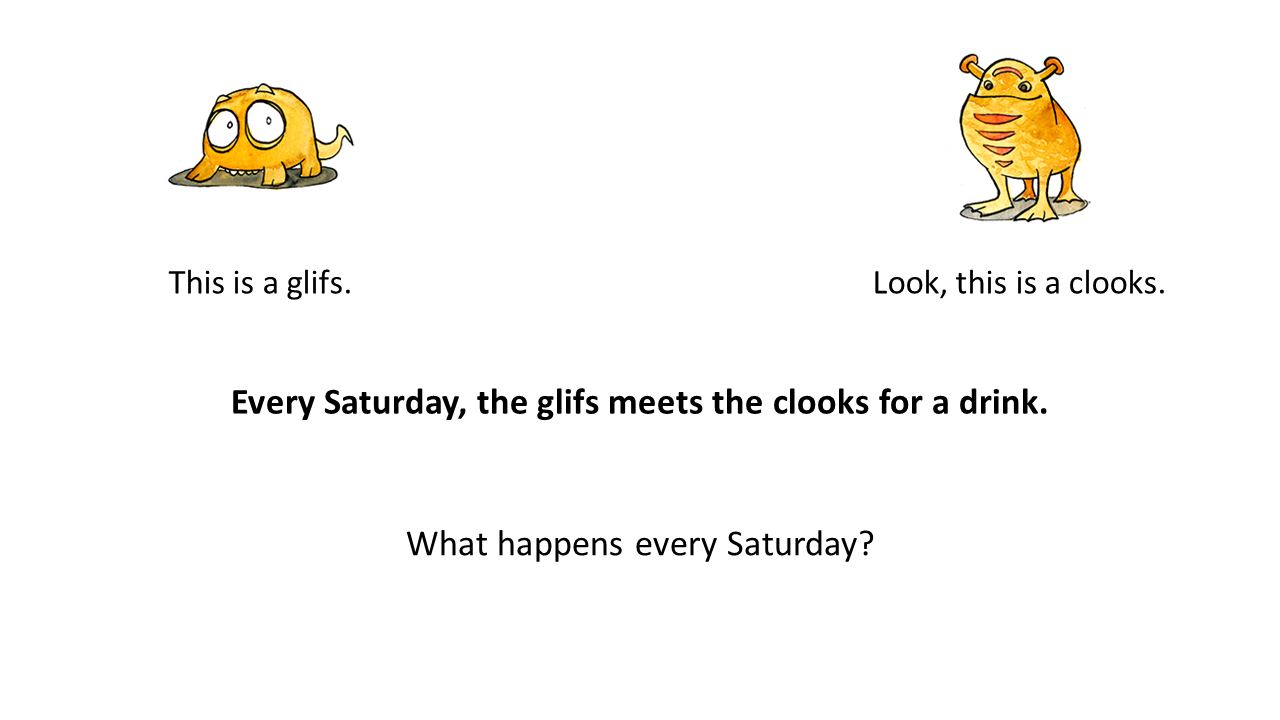 This is a glifs.
Look, this is a clooks.
Every Saturday, the glifs meets the clooks for a drink.
What happens every Saturday?